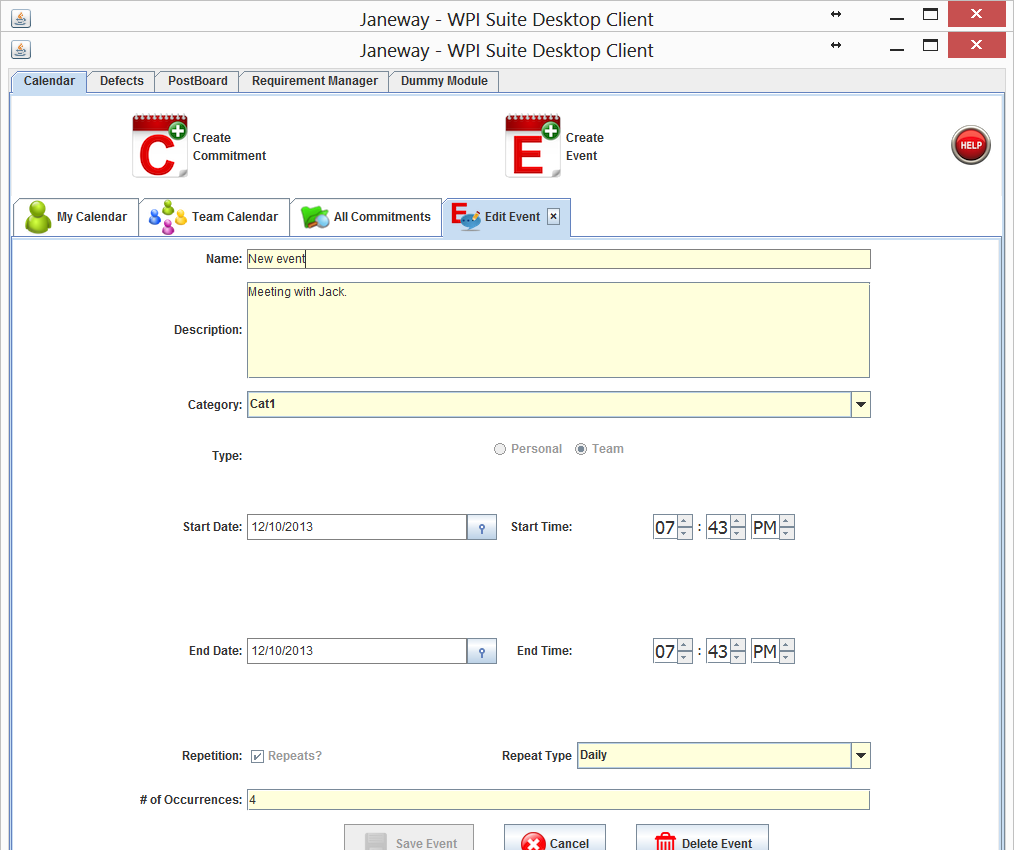 Janeway - WPI Suite Desktop Client
Janeway - WPI Suite Desktop Client
Calendar Defects PostBoard Requirement Manager Dummy Module
C Create Commitment E Create Event HELP
My Calendar Team Calendar All Commitments E Edit Event
Name: New event
Description: Meeting with Jack.
Category: Cat1
Type: Personal Team
Start Date: 12/10/2013 Start Time: 07 : 43 PM
End Date: 12/10/2013 End Time: 07 : 43 PM
Repetition: Repeats? Repeat Type Daily
# of Occurrences: 4
Save Event Cancel Delete Event